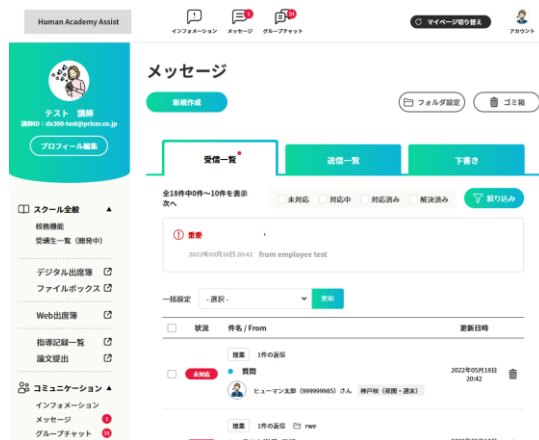 Human Academy Assist
インフォメーション
メッセージ
グループチャット
マイページ切り替え
アカウント
テスト 講師
講師ID : dx300-test@pricer.co.jp
プロフィール編集
スクール全般
校務機能
受講生一覧（開発中）
デジタル出席簿
ファイルボックス
Web出席簿
指導記録一覧
論文提出
コミュニケーション
インフォメーション
メッセージ
グループチャット
メッセージ
新規作成
フォルダ設定
ゴミ箱
受信一覧
送信一覧
下書き
全18件中0件〜10件を表示
次へ
未対応
対応中
対応済み
解決済み
絞り込み
重要
2022年05月18日 20:42 from employee test
一括設定
- 選択 -
更新
状況
件名 / From
更新日時
授業 1件の返信
未対応
質問
ヒューマン太郎（999999985）さん 神戸校（夜間・週末）
2022年05月18日
20:42
授業 1件の返信 rwe